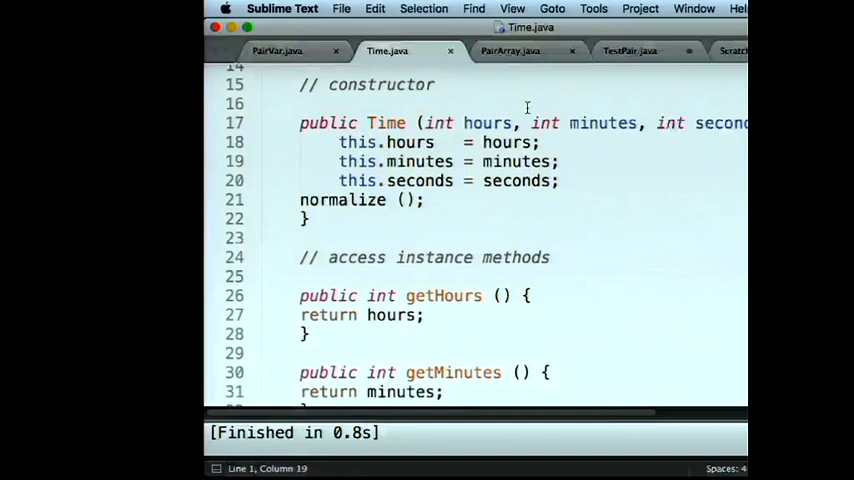 Sublime Text File Edit Selection Find View Goto Tools Project Window
Time.java
PairVar.java × Time.java × PairArray.java × TestPair.java Scratc
14
15 // constructor
16
17 public Time (int hours, int minutes, int second
18 this.hours = hours;
19 this.minutes = minutes;
20 this.seconds = seconds;
21 normalize ();
22 }
23
24 // access instance methods
25
26 public int getHours () {
27 return hours;
28 }
29
30 public int getMinutes () {
31 return minutes;
[Finished in 0.8s]
Line 1, Column 19 Spaces: 4